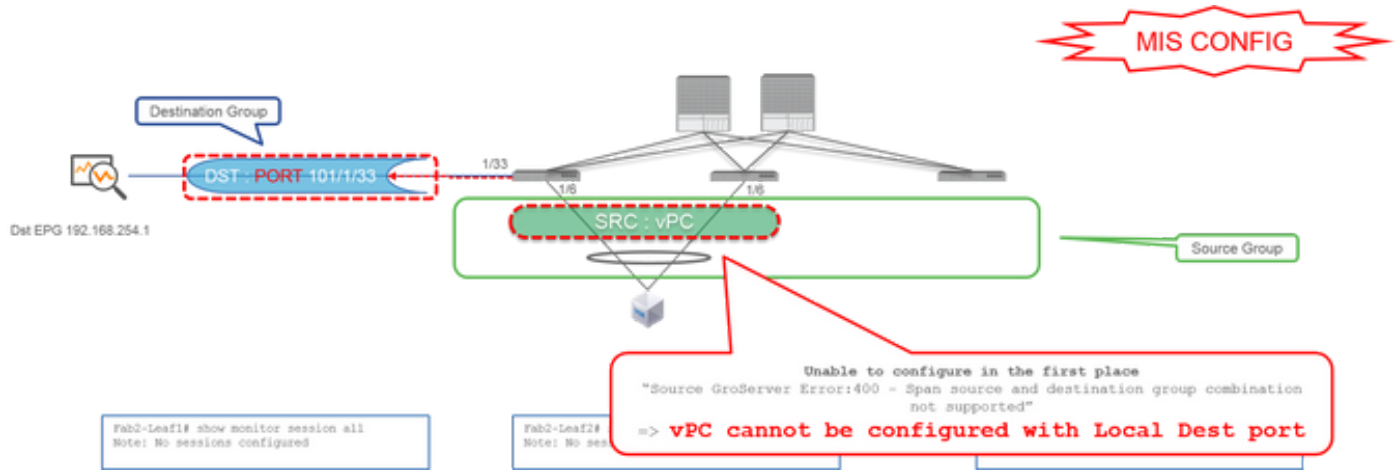 MIS CONFIG
Destination Group
DST : PORT 101/1/33
1/33
1/6
1/6
SRC : vPC
Dst EPG 192.168.254.1
Source Group
Unable to configure in the first place
"Source GroServer Error:400 - Span source and destination group combination
not supported"
=> vPC cannot be configured with Local Dest port
Fab2-Leaf1# show monitor session all
Note: No sessions configured
Fab2-Leaf2#
Note: No